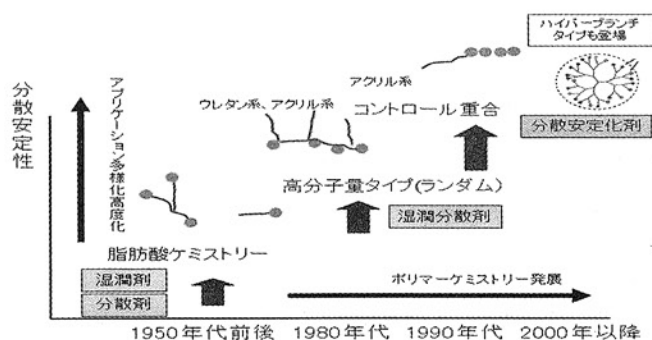 ハイパーブランチ
タイプも登場
アクリル系
ウレタン系、アクリル系
コントロール重合
分散安定化剤
分散安定性
アプリケーション多様化高度化
高分子量タイプ(ランダム)
湿潤分散剤
脂肪酸ケミストリー
湿潤剤
分散剤
ポリマーケミストリー発展
1950年代前後
1980年代
1990年代
2000年以降